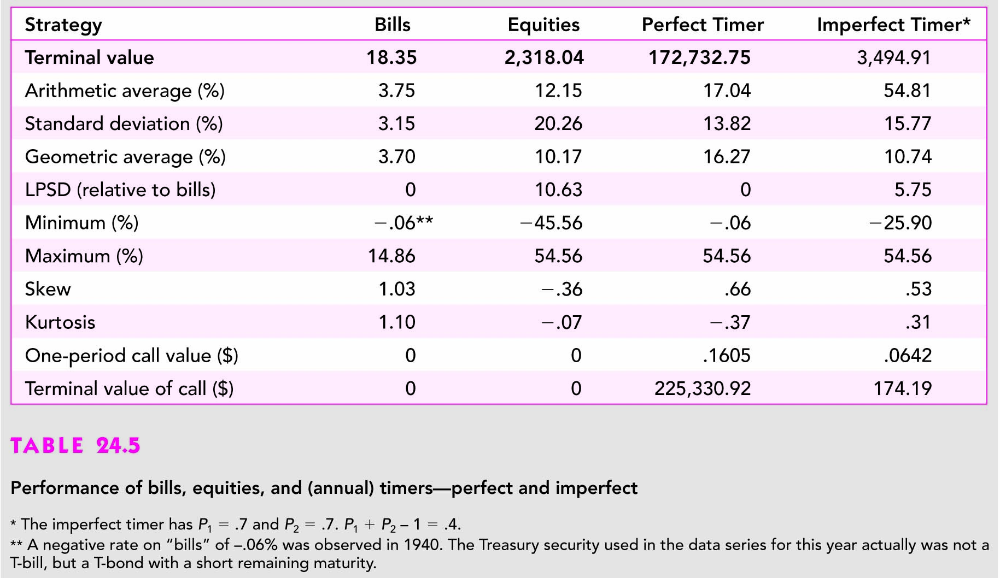 Strategy Bills Equities Perfect Timer Imperfect Timer*
Terminal value 18.35 2,318.04 172,732.75 3,494.91
Arithmetic average (%) 3.75 12.15 17.04 54.81
Standard deviation (%) 3.15 20.26 13.82 15.77
Geometric average (%) 3.70 10.17 16.27 10.74
LPSD (relative to bills) 0 10.63 0 5.75
Minimum (%) −.06** −45.56 −.06 −25.90
Maximum (%) 14.86 54.56 54.56 54.56
Skew 1.03 −.36 .66 .53
Kurtosis 1.10 −.07 −.37 .31
One-period call value ($) 0 0 .1605 .0642
Terminal value of call ($) 0 0 225,330.92 174.19
TABLE 24.5
Performance of bills, equities, and (annual) timers—perfect and imperfect
* The imperfect timer has P₁ = .7 and P₂ = .7. P₁ + P₂ – 1 = .4.
** A negative rate on “bills” of –.06% was observed in 1940. The Treasury security used in the data series for this year actually was not a
T-bill, but a T-bond with a short remaining maturity.